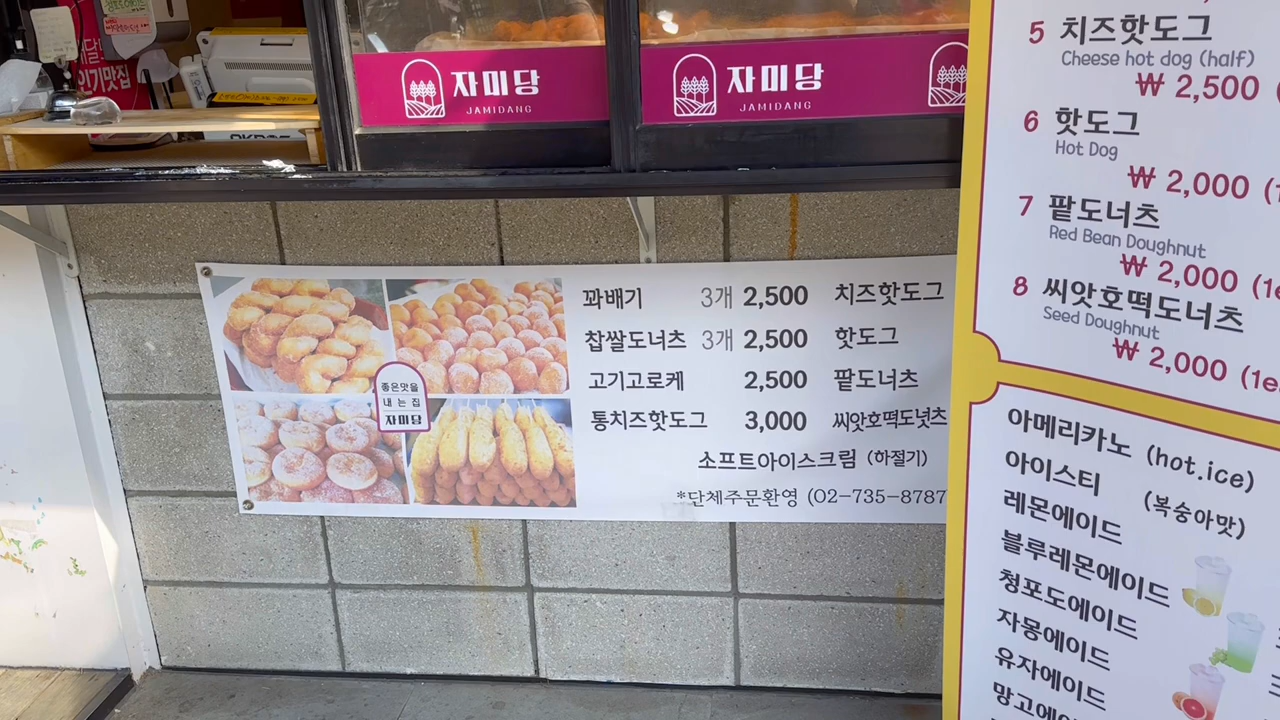 인기맛집
자미당
JAMIDANG
자미당
JAMIDANG
꽈배기 3개 2,500 치즈핫도그
찹쌀도너츠 3개 2,500 핫도그
고기고로케 2,500 팥도너츠
통치즈핫도그 3,000 씨앗호떡도넛츠
소프트아이스크림 (하절기)
*단체주문환영 (02-735-8787
좋은맛을
내는집
자미당
5 치즈핫도그
Cheese hot dog (half)
₩ 2,500 (
6 핫도그
Hot Dog
₩ 2,000 (1
7 팥도너츠
Red Bean Doughnut
₩ 2,000 (1e
8 씨앗호떡도너츠
Seed Doughnut
₩ 2,000 (1e
아메리카노 (hot.ice)
아이스티 (복숭아맛)
레몬에이드
블루레몬에이드
청포도에이드
자몽에이드
유자에이드